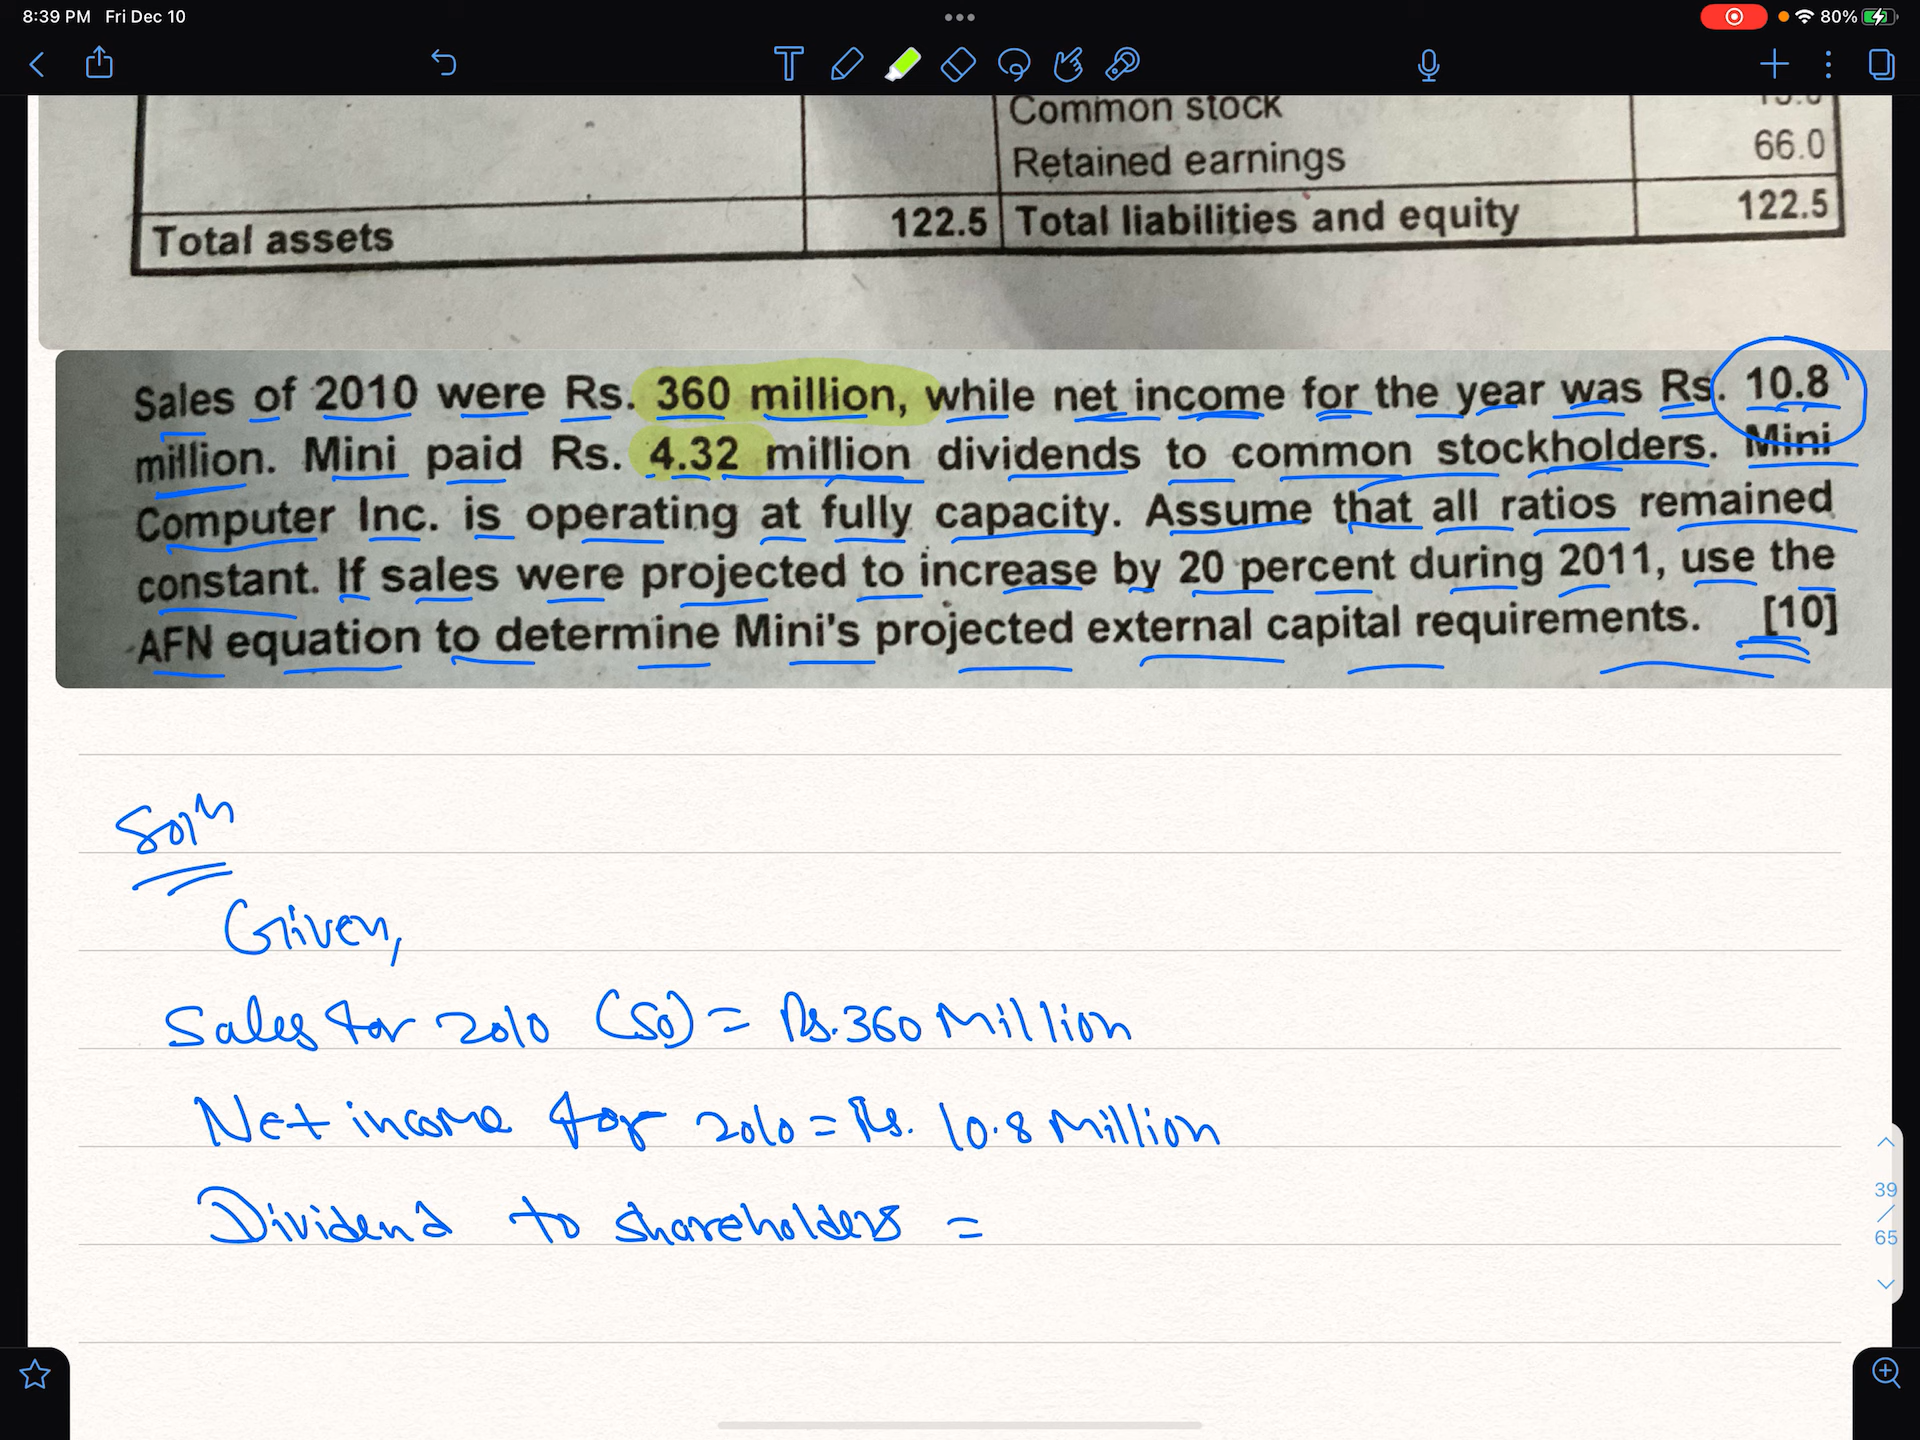 8:39 PM Fri Dec 10
80%
Common stock
Retained earnings 66.0
Total assets 122.5 Total liabilities and equity 122.5
Sales of 2010 were Rs. 360 million, while net income for the year was Rs. 10.8
million. Mini paid Rs. 4.32 million dividends to common stockholders. Mini
Computer Inc. is operating at fully capacity. Assume that all ratios remained
constant. If sales were projected to increase by 20 percent during 2011, use the
AFN equation to determine Mini's projected external capital requirements. [10]
Soln
Given,
Sales for 2010 (S0) = Rs. 360 Million
Net income for 2010 = Rs. 10.8 Million
Dividend to shareholders =
39
/
65